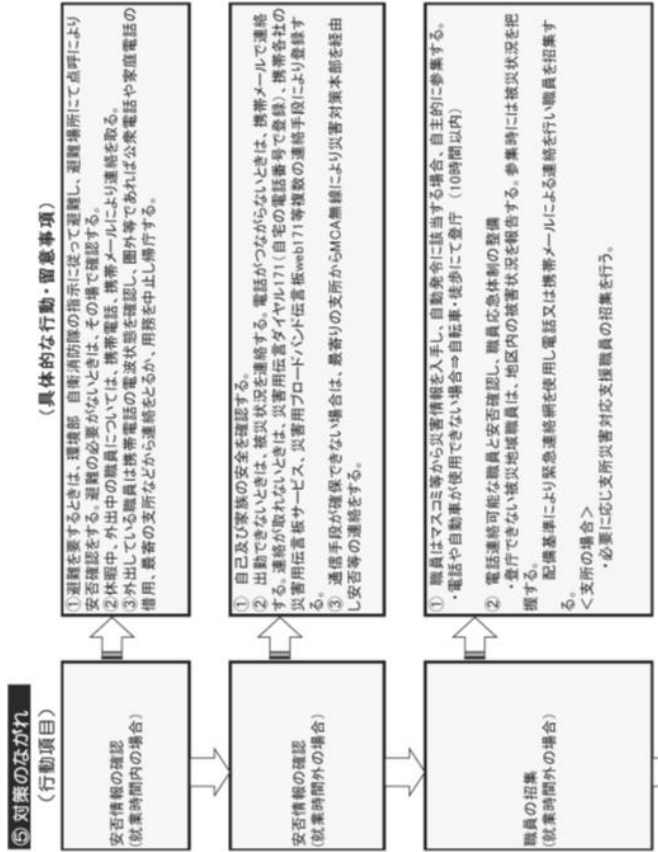 ⑤ 対策のながれ
(行動項目)
(具体的な行動・留意事項)
安否情報の確認
(就業時間内の場合)
①避難を要するときは、環境部 自衛消防隊の指示に従って避難し、避難場所にて点呼により
安否確認をする。避難の必要がないときは、その場で確認する。
②休暇中、外出中の職員については、携帯電話、携帯メールにより連絡を取る。
③外出している職員は携帯電話の電波状態を確認し、圏外等であれば公衆電話や家庭電話の
借用、最寄の支所などから連絡をとるか、用務を中止し帰庁する。
安否情報の確認
(就業時間外の場合)
① 自己及び家族の安全を確認する。
② 出勤できないときは、被災状況を連絡する。電話がつながらないときは、携帯メールで連絡
する。連絡が取れないときは、災害用伝言ダイヤル171(自宅の電話番号で登録)、携帯各社の
災害用伝言板サービス、災害用ブロードバンド伝言板web171等複数の連絡手段により登録す
る。
③ 通信手段が確保できない場合は、最寄りの支所からMCA無線により災害対策本部を経由
し安否等の連絡をする。
職員の招集
(就業時間外の場合)
① 職員はマスコミ等から災害情報を入手し、自動発令に該当する場合、自主的に参集する。
・電話や自動車が使用できない場合⇒自転車・徒歩にて登庁 (10時間以内)
② 電話連絡可能な職員と安否確認し、職員応急体制の整備
・登庁できない被災地域職員は、地区内の被害状況を報告する。参集時には被災状況を把
握する。
配備基準により緊急連絡網を使用し電話又は携帯メールによる連絡を行い職員を招集す
る。
<支所の場合>
・必要に応じ支所災害対応支援職員の招集を行う。